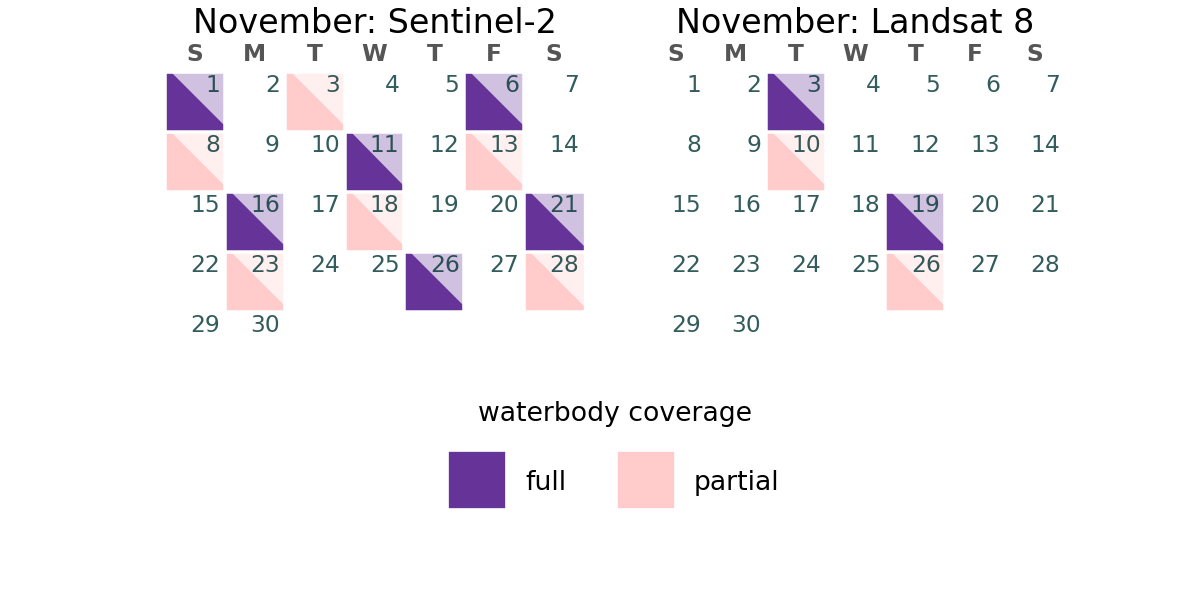 November: Sentinel-2
S M T W T F S
1 2 3 4 5 6 7
8 9 10 11 12 13 14
15 16 17 18 19 20 21
22 23 24 25 26 27 28
29 30
November: Landsat 8
S M T W T F S
1 2 3 4 5 6 7
8 9 10 11 12 13 14
15 16 17 18 19 20 21
22 23 24 25 26 27 28
29 30
waterbody coverage
full
partial